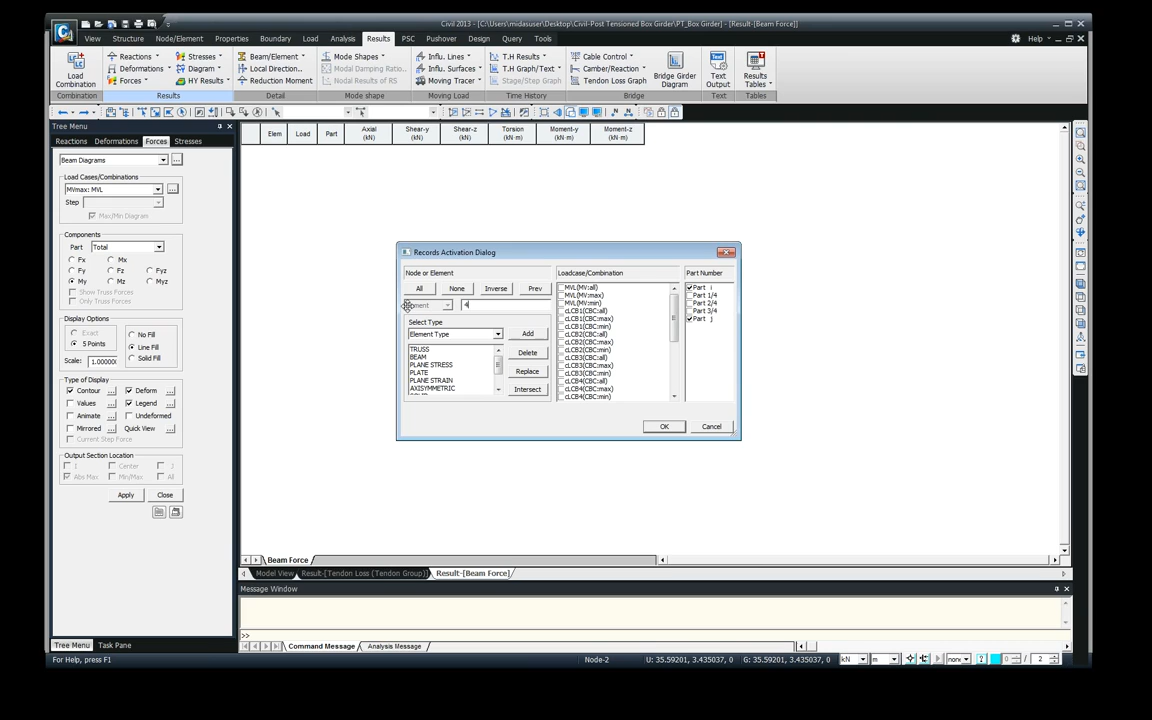 Civil 2013 - [C:\Users\midasuser\Desktop\Civil-Post Tensioned Box Girder\PT_Box Girder] - [Result-[Beam Force]]
View Structure Node/Element Properties Boundary Load Analysis Results PSC Pushover Design Query Tools Help
Reactions Stresses Beam/Element Mode Shapes Influ. Lines T.H Results Cable Control
Deformations Diagram Local Direction... Modal Damping Ratio... Influ. Surfaces T.H Graph/Text Camber/Reaction
Forces HY Results Reduction Moment Nodal Results of RS Moving Tracer Stage/Step Graph Tendon Loss Graph
Load Combination
Bridge Girder Diagram
Text Output
Results Tables
Combination Results Detail Mode shape Moving Load Time History Bridge Text Tables
Tree Menu
Reactions Deformations Forces Stresses
Beam Diagrams
Load Cases/Combinations
MVmax: MVL
Step
Max/Min Diagram
Components
Part Total
Fx Mx
Fy Fz Fyz
My Mz Myz
Show Truss Forces
Only Truss Forces
Display Options
Exact No Fill
5 Points Line Fill
Scale: 1.00000 Solid Fill
Type of Display
Contour Deform
Values Legend
Animate Undeformed
Mirrored Quick View
Current Step Force
Output Section Location
I Center J
Abs Max Min/Max All
Apply Close
Tree Menu Task Pane
Elem Load Part Axial (kN) Shear-y (kN) Shear-z (kN) Torsion (kN·m) Moment-y (kN·m) Moment-z (kN·m)
Records Activation Dialog
Node or Element
All None Inverse Prev
4
Select Type
Element Type
TRUSS
BEAM
PLANE STRESS
PLATE
PLANE STRAIN
AXISYMMETRIC
Add
Delete
Replace
Intersect
Loadcase/Combination
MVL(MV:all)
MVL(MV:max)
MVL(MV:min)
cLCB1(CB:all)
cLCB1(CBC:max)
cLCB1(CBC:min)
cLCB2(CBC:all)
cLCB2(CBC:max)
cLCB2(CBC:min)
cLCB3(CBC:all)
cLCB3(CBC:max)
cLCB3(CBC:min)
cLCB4(CBC:all)
cLCB4(CBC:max)
cLCB4(CBC:min)
Part Number
Part i
Part 1/4
Part 2/4
Part 3/4
Part j
OK Cancel
Beam Force
Model View Result-[Tendon Loss (Tendon Group)] Result-[Beam Force]
Message Window
>>
Command Message Analysis Message
For Help, press F1 Node-2 U: 35.59201, 3.435037, 0 G: 35.59201, 3.435037, 0 kN m 0 / 2